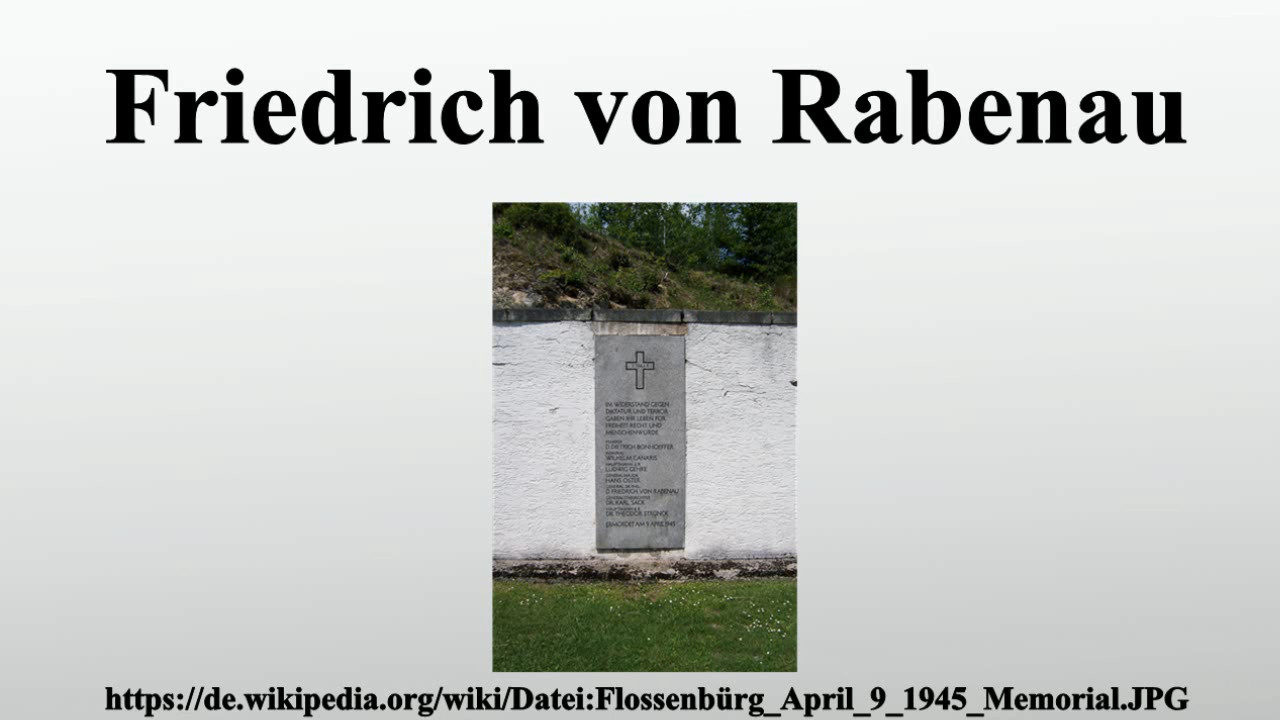 Friedrich von Rabenau
IM WIDERSTAND GEGEN
DIKTATUR UND TERROR
GABEN IHR LEBEN FÜR
FREIHEIT RECHT UND
MENSCHENWÜRDE
D DIETRICH BONHOEFFER
WILHELM CANARIS
LUDWIG GEHRE
HANS OSTER
D FRIEDRICH VON RABENAU
DR. KARL SACK
DR THEODOR STRÜNCK
ERMORDET AM 9 APRIL 1945
https://de.wikipedia.org/wiki/Datei:Flossenbürg_April_9_1945_Memorial.JPG